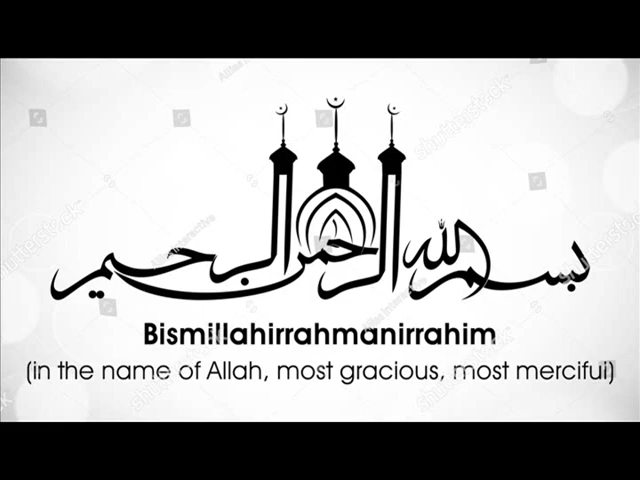 بسم الله الرحمن الرحيم
Bismillahirrahmanirrahim
(in the name of Allah, most gracious, most merciful)